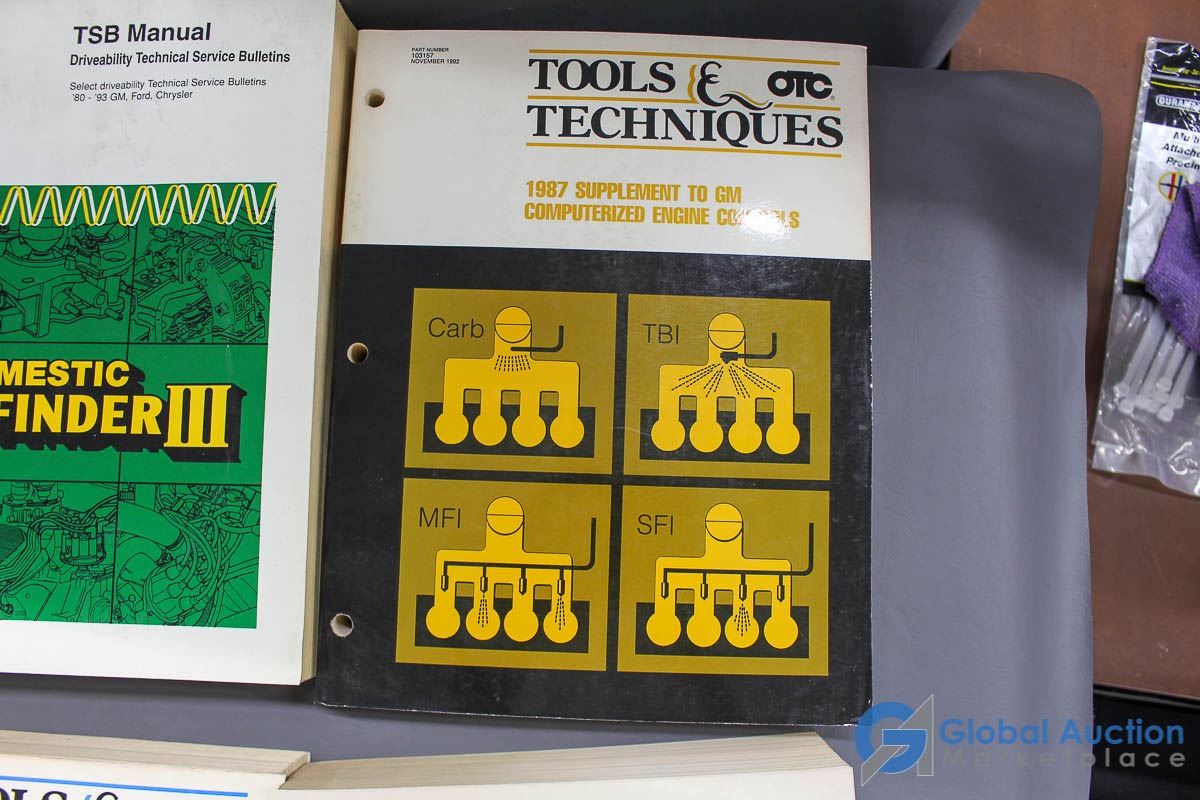 TSB Manual
Driveability Technical Service Bulletins
Select driveability Technical Service Bulletins
'80 - '93 GM, Ford, Chrysler
MESTIC
FINDER III
PART NUMBER
103157
NOVEMBER 1992
TOOLS & OTC
TECHNIQUES
1987 SUPPLEMENT TO GM
COMPUTERIZED ENGINE
Carb
TBI
MFI
SFI
Global Auction
Marketplace